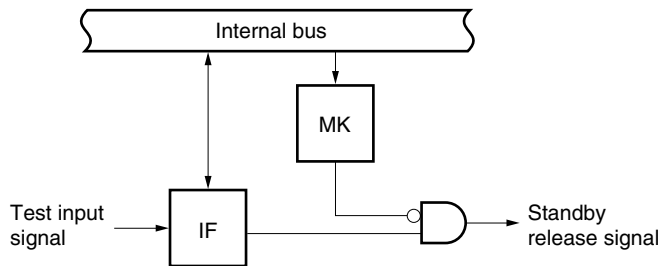 Internal bus
MK
Test input
signal
IF
Standby
release signal